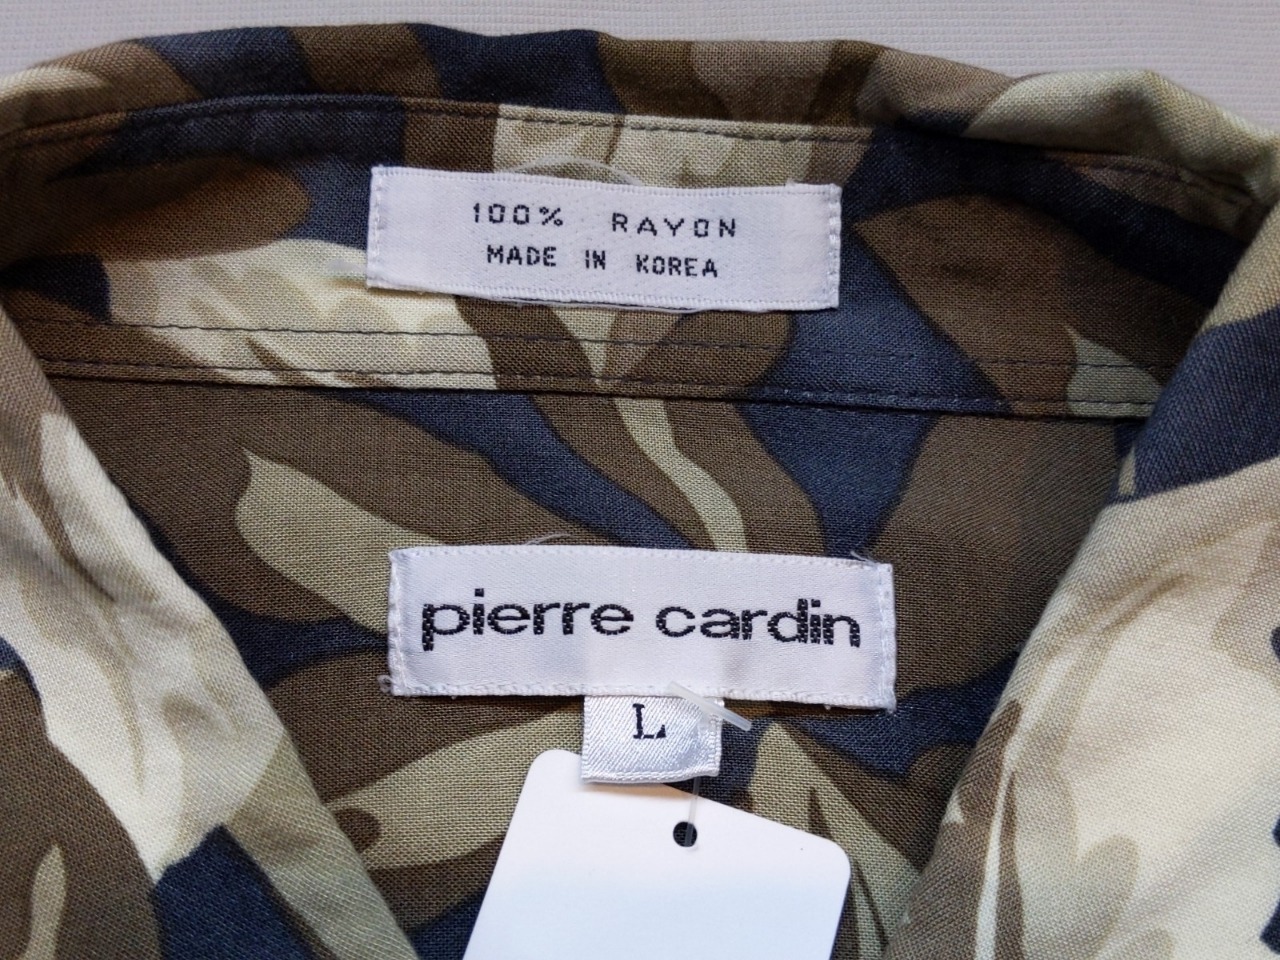 100% RAYON
MADE IN KOREA
pierre cardin
L